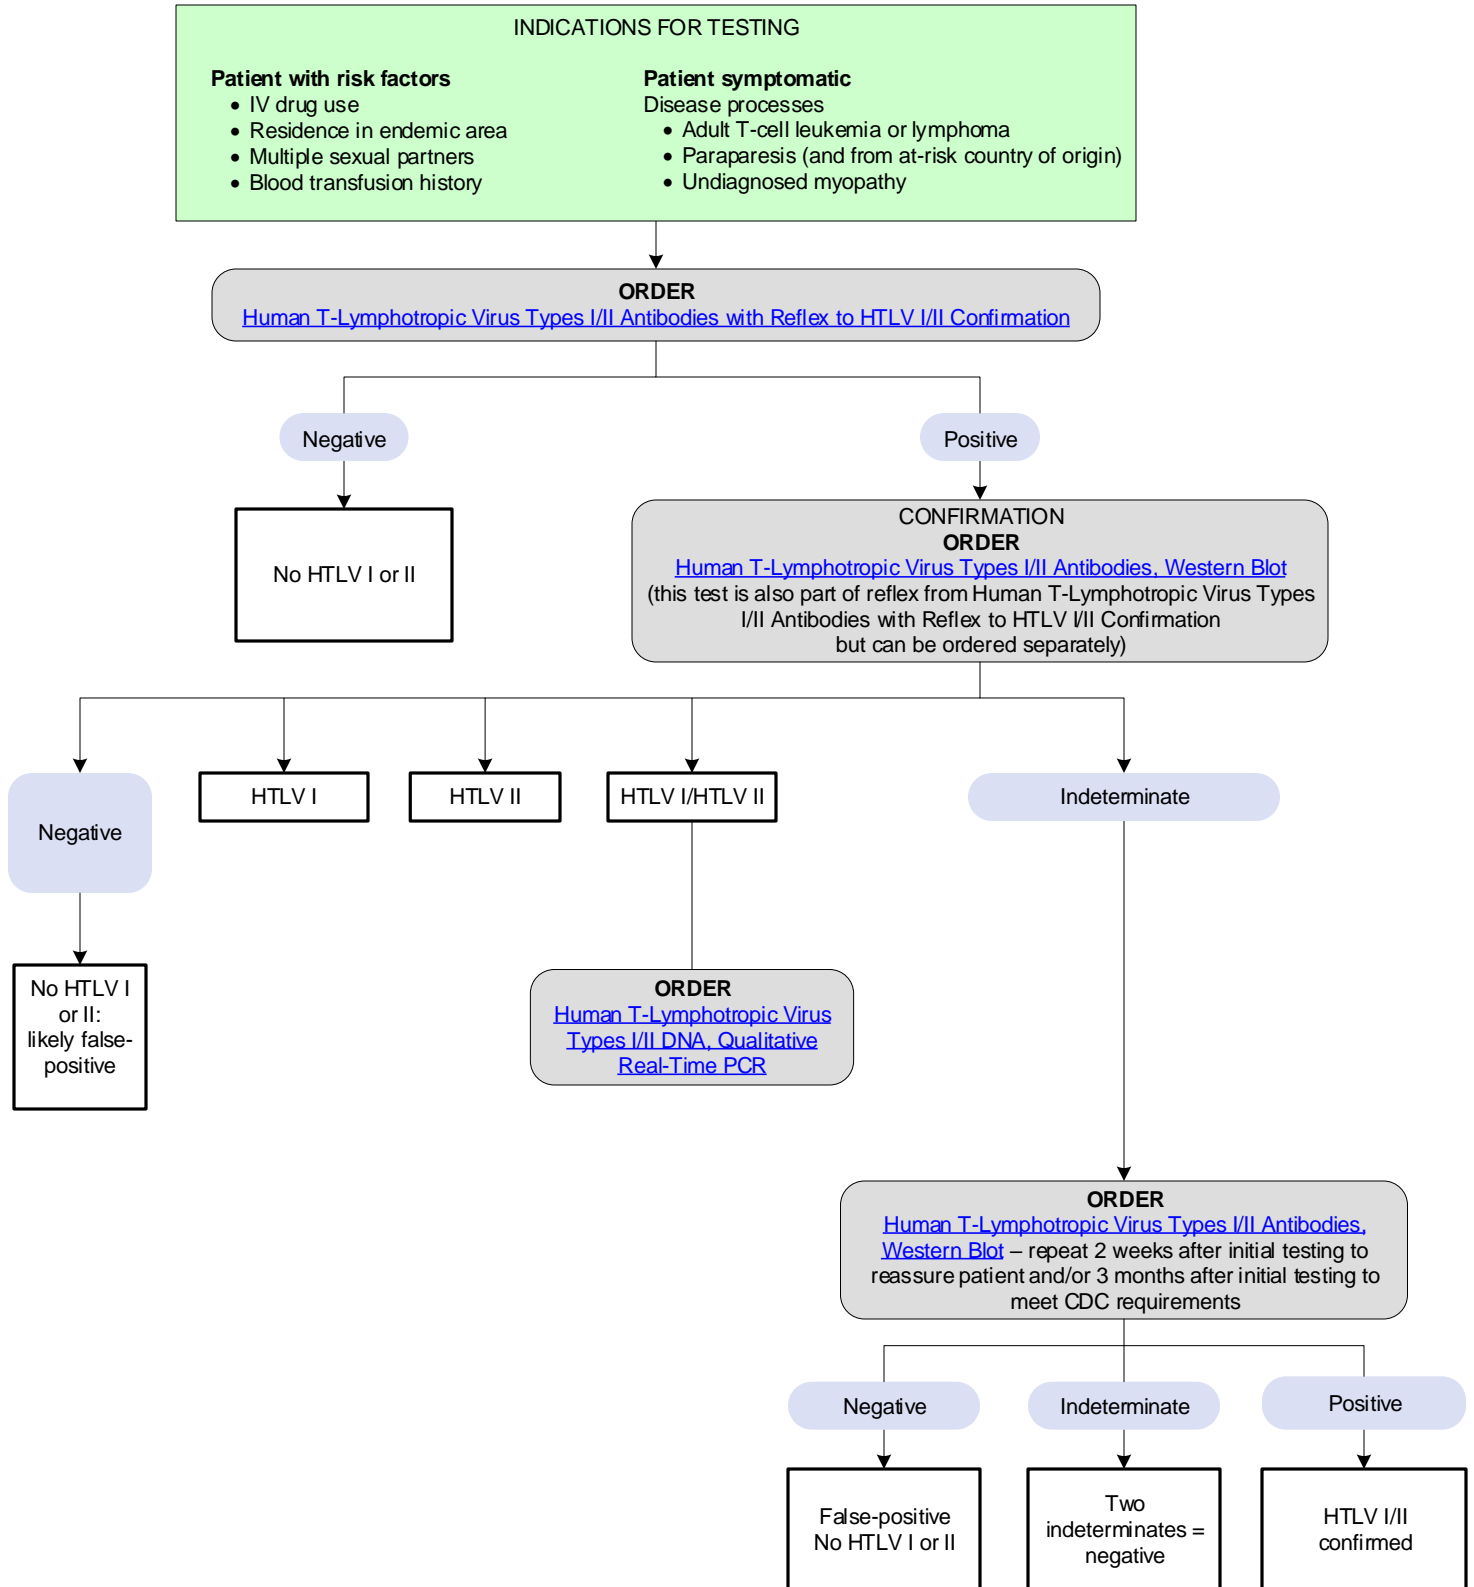 INDICATIONS FOR TESTING
Patient with risk factors
• IV drug use
• Residence in endemic area
• Multiple sexual partners
• Blood transfusion history
Patient symptomatic
Disease processes
• Adult T-cell leukemia or lymphoma
• Paraparesis (and from at-risk country of origin)
• Undiagnosed myopathy
ORDER
Human T-Lymphotropic Virus Types I/II Antibodies with Reflex to HTLV I/II Confirmation
Negative
Positive
No HTLV I or II
CONFIRMATION
ORDER
Human T-Lymphotropic Virus Types I/II Antibodies, Western Blot
(this test is also part of reflex from Human T-Lymphotropic Virus Types
I/II Antibodies with Reflex to HTLV I/II Confirmation
but can be ordered separately)
Negative
HTLV I
HTLV II
HTLV I/HTLV II
Indeterminate
No HTLV I
or II:
likely false-
positive
ORDER
Human T-Lymphotropic Virus
Types I/II DNA, Qualitative
Real-Time PCR
ORDER
Human T-Lymphotropic Virus Types I/II Antibodies,
Western Blot – repeat 2 weeks after initial testing to
reassure patient and/or 3 months after initial testing to
meet CDC requirements
Negative
Indeterminate
Positive
False-positive
No HTLV I or II
Two
indeterminates =
negative
HTLV I/II
confirmed